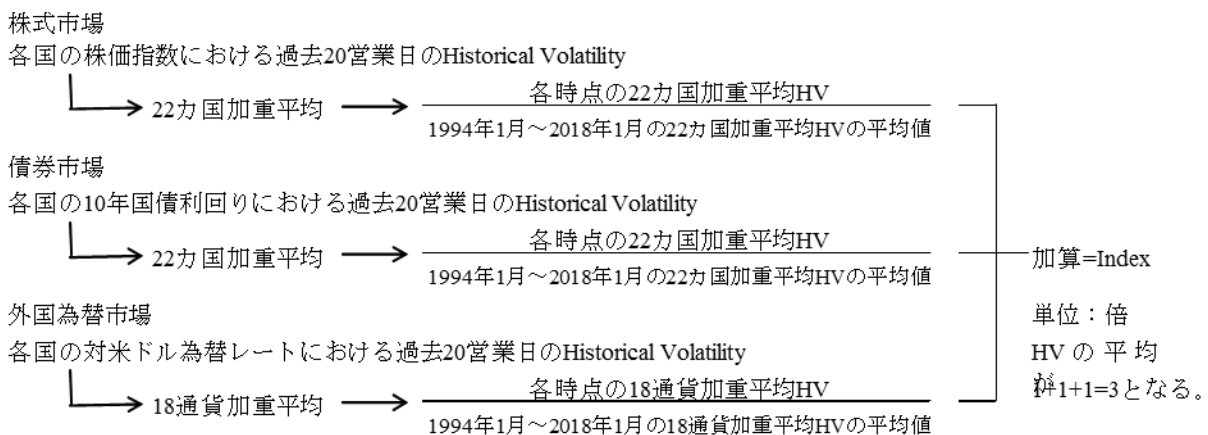 株式市場
各国の株価指数における過去20営業日のHistorical Volatility
22カ国加重平均
各時点の22カ国加重平均HV
1994年1月～2018年1月の22カ国加重平均HVの平均値
債券市場
各国の10年国債利回りにおける過去20営業日のHistorical Volatility
22カ国加重平均
各時点の22カ国加重平均HV
1994年1月～2018年1月の22カ国加重平均HVの平均値
加算=Index
外国為替市場
単位：倍
各国の対米ドル為替レートにおける過去20営業日のHistorical Volatility
HVの平均
が
1+1+1=3となる。
18通貨加重平均
各時点の18通貨加重平均HV
1994年1月～2018年1月の18通貨加重平均HVの平均値